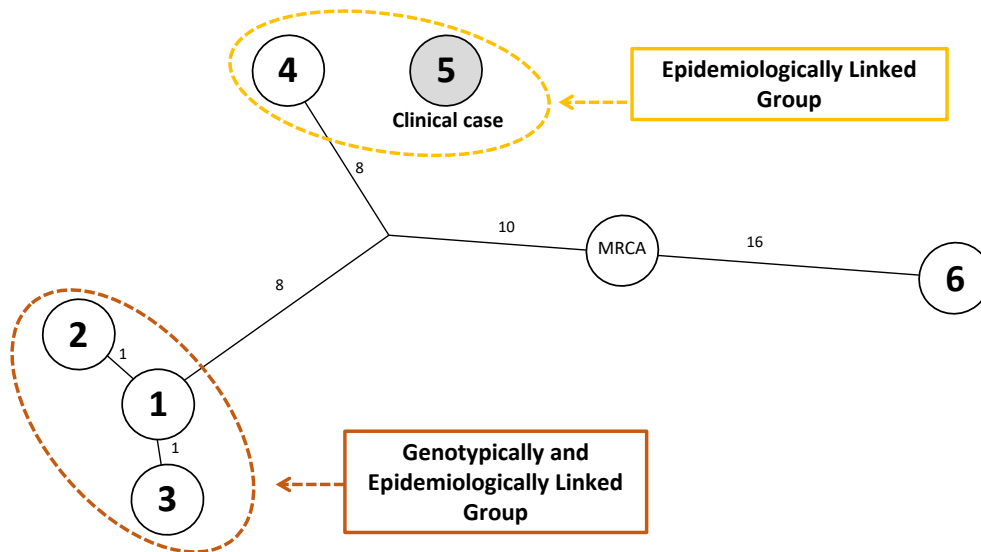 4
5
Clinical case
Epidemiologically Linked
Group
8
10
MRCA
16
6
8
2
1
1
1
3
Genotypically and
Epidemiologically Linked
Group